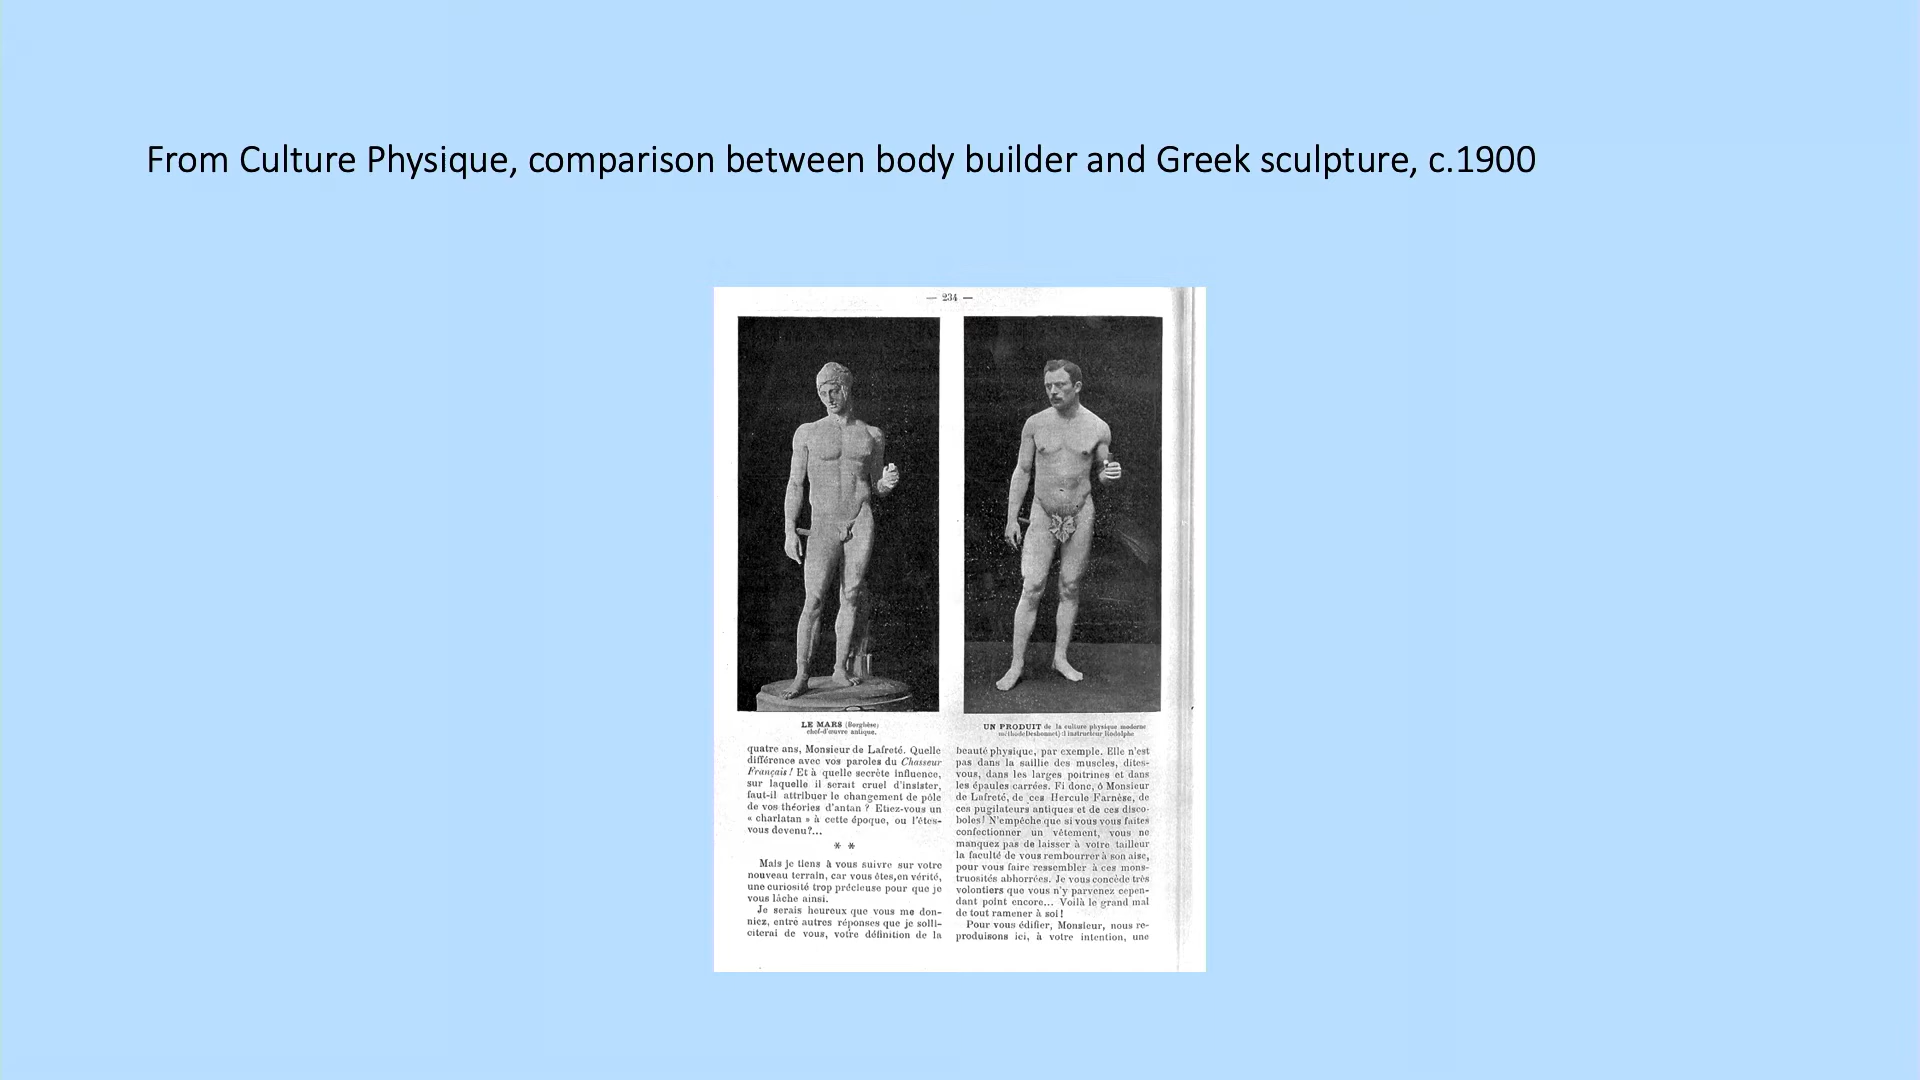 From Culture Physique, comparison between body builder and Greek sculpture, c.1900
— 234 —
LE MARS (Borghèse)
chef-d'œuvre antique.
quatre ans, Monsieur de Lafreté. Quelle
différence avec vos paroles du Chasseur
Français ! Et à quelle secrète influence,
sur laquelle il serait cruel d'insister,
faut-il attribuer le changement de pôle
de vos théories d'antan ? Etiez-vous un
« charlatan » à cette époque, ou l'êtes-
vous devenu ?...
* *
Mais je tiens à vous suivre sur votre
nouveau terrain, car vous êtes, en vérité,
une curiosité trop précieuse pour que je
vous lâche ainsi.
Je serais heureux que vous me don-
niez, entre autres réponses que je solli-
citerai de vous, votre définition de la
UN PRODUIT de la culture physique moderne
(méthode Desbonnet) : l'instructeur Rodolphe
beauté physique, par exemple. Elle n'est
pas dans la saillie des muscles, dites-
vous, dans les larges poitrines et dans
les épaules carrées. Fi donc, ô Monsieur
de Lafreté, de ces Hercule Farnèse, de
ces pugilateurs antiques et de ces disco-
boles ! N'empêche que si vous vous faites
confectionner un vêtement, vous ne
manquez pas de laisser à votre tailleur
la faculté de vous rembourrer à son aise,
pour vous faire ressembler à ces mons-
truosités abhorrées. Je vous concède très
volontiers que vous n'y parvenez cepen-
dant point encore... Voilà le grand mal
de tout ramener à soi !
Pour vous édifier, Monsieur, nous re-
produisons ici, à votre intention, une